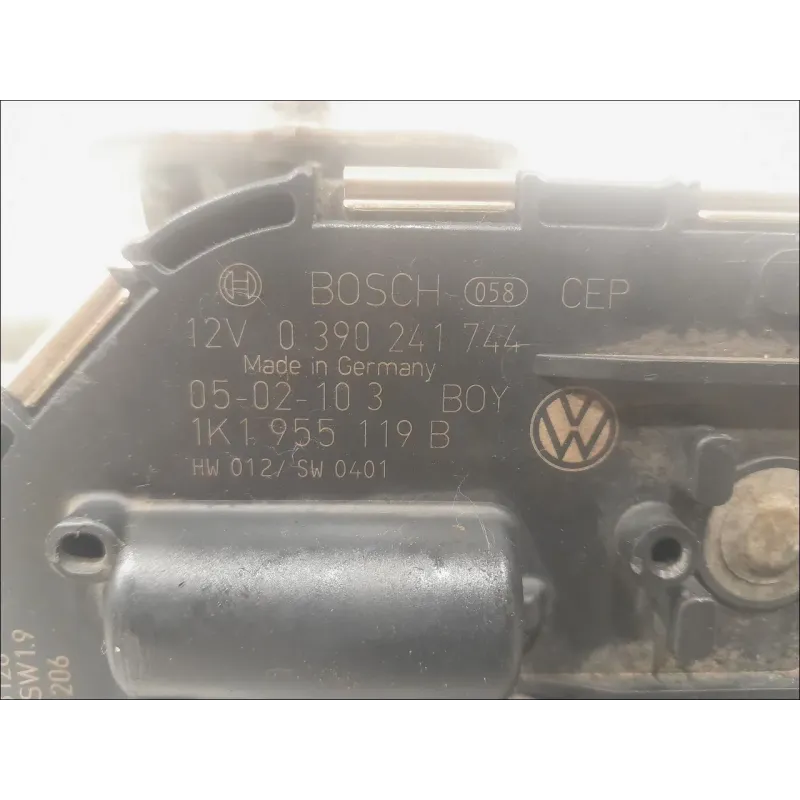 BOSCH 058 CEP
12V 0 390 241 744
Made in Germany
05-02-10 3 BOY
1K1 955 119 B
HW 012/ SW 0401
SW1.9
206